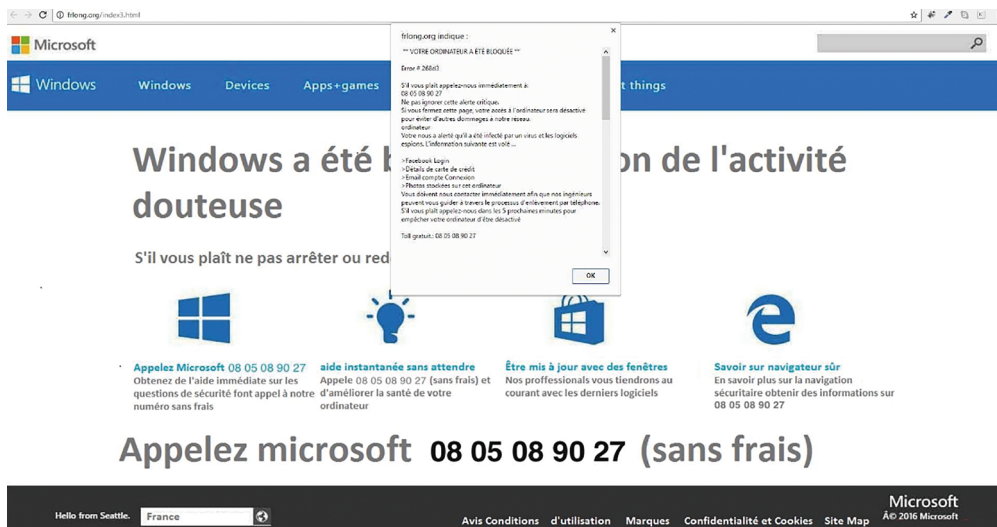 frlong.org/index3.html
Microsoft
Windows
Windows
Devices
Apps+games
t things
frlong.org indique :
** VOTRE ORDINATEUR A ÉTÉ BLOQUÉE **
Error # 268d3
S'il vous plaît appelez-nous immédiatement à:
08 05 08 90 27
Ne pas ignorer cette alerte critique.
Si vous fermez cette page, votre accès à l'ordinateur sera désactivé
pour éviter d'autres dommages à notre réseau.
ordinateur
Votre nous a alerté qu'il a été infecté par un virus et les logiciels
espions. L'information suivante est volé ...
>Facebook Login
>Détails de carte de crédit
>Email compte Connexion
>Photos stockées sur cet ordinateur
Vous doivent nous contacter immédiatement afin que nos ingénieurs
peuvent vous guider à travers le processus d'enlèvement par téléphone.
S'il vous plaît appelez-nous dans les 5 prochaines minutes pour
empêcher votre ordinateur d'être désactivé
Toll gratuit.: 08 05 08 90 27
OK
Windows a été b on de l'activité
douteuse
S'il vous plaît ne pas arrêter ou red
Appelez Microsoft 08 05 08 90 27
Obtenez de l'aide immédiate sur les
questions de sécurité font appel à notre
numéro sans frais
aide instantanée sans attendre
Appele 08 05 08 90 27 (sans frais) et
d'améliorer la santé de votre
ordinateur
Être mis à jour avec des fenêtres
Nos proffessionals vous tiendrons au
courant avec les derniers logiciels
Savoir sur navigateur sûr
En savoir plus sur la navigation
sécuritaire obtenir des informations sur
08 05 08 90 27
Appelez microsoft 08 05 08 90 27 (sans frais)
Hello from Seattle.
France
Avis Conditions d'utilisation Marques Confidentialité et Cookies Site Map
Microsoft
Â© 2016 Microsoft